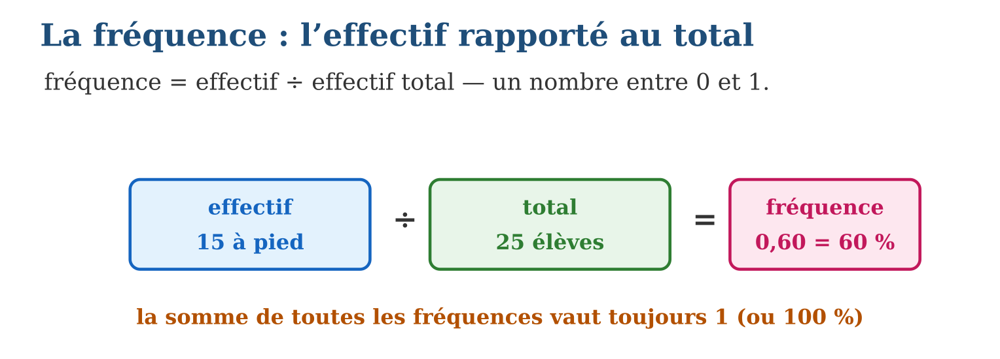 La fréquence : l’effectif rapporté au total
fréquence = effectif ÷ effectif total — un nombre entre 0 et 1.
effectif
15 à pied
÷
total
25 élèves
=
fréquence
0,60 = 60 %
la somme de toutes les fréquences vaut toujours 1 (ou 100 %)